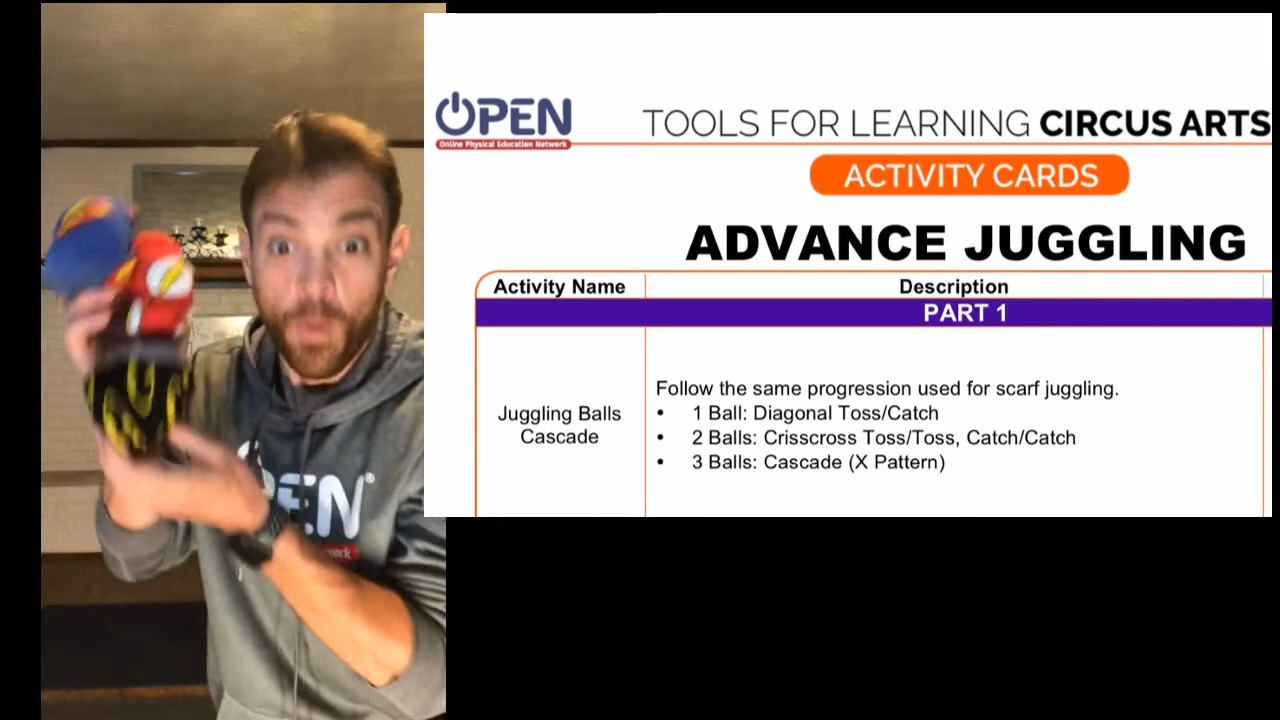 OPEN
Online Physical Education Network
TOOLS FOR LEARNING CIRCUS ARTS
ACTIVITY CARDS
ADVANCE JUGGLING
Activity Name
Description
PART 1
Juggling Balls
Cascade
Follow the same progression used for scarf juggling.
• 1 Ball: Diagonal Toss/Catch
• 2 Balls: Crisscross Toss/Toss, Catch/Catch
• 3 Balls: Cascade (X Pattern)
PEN®